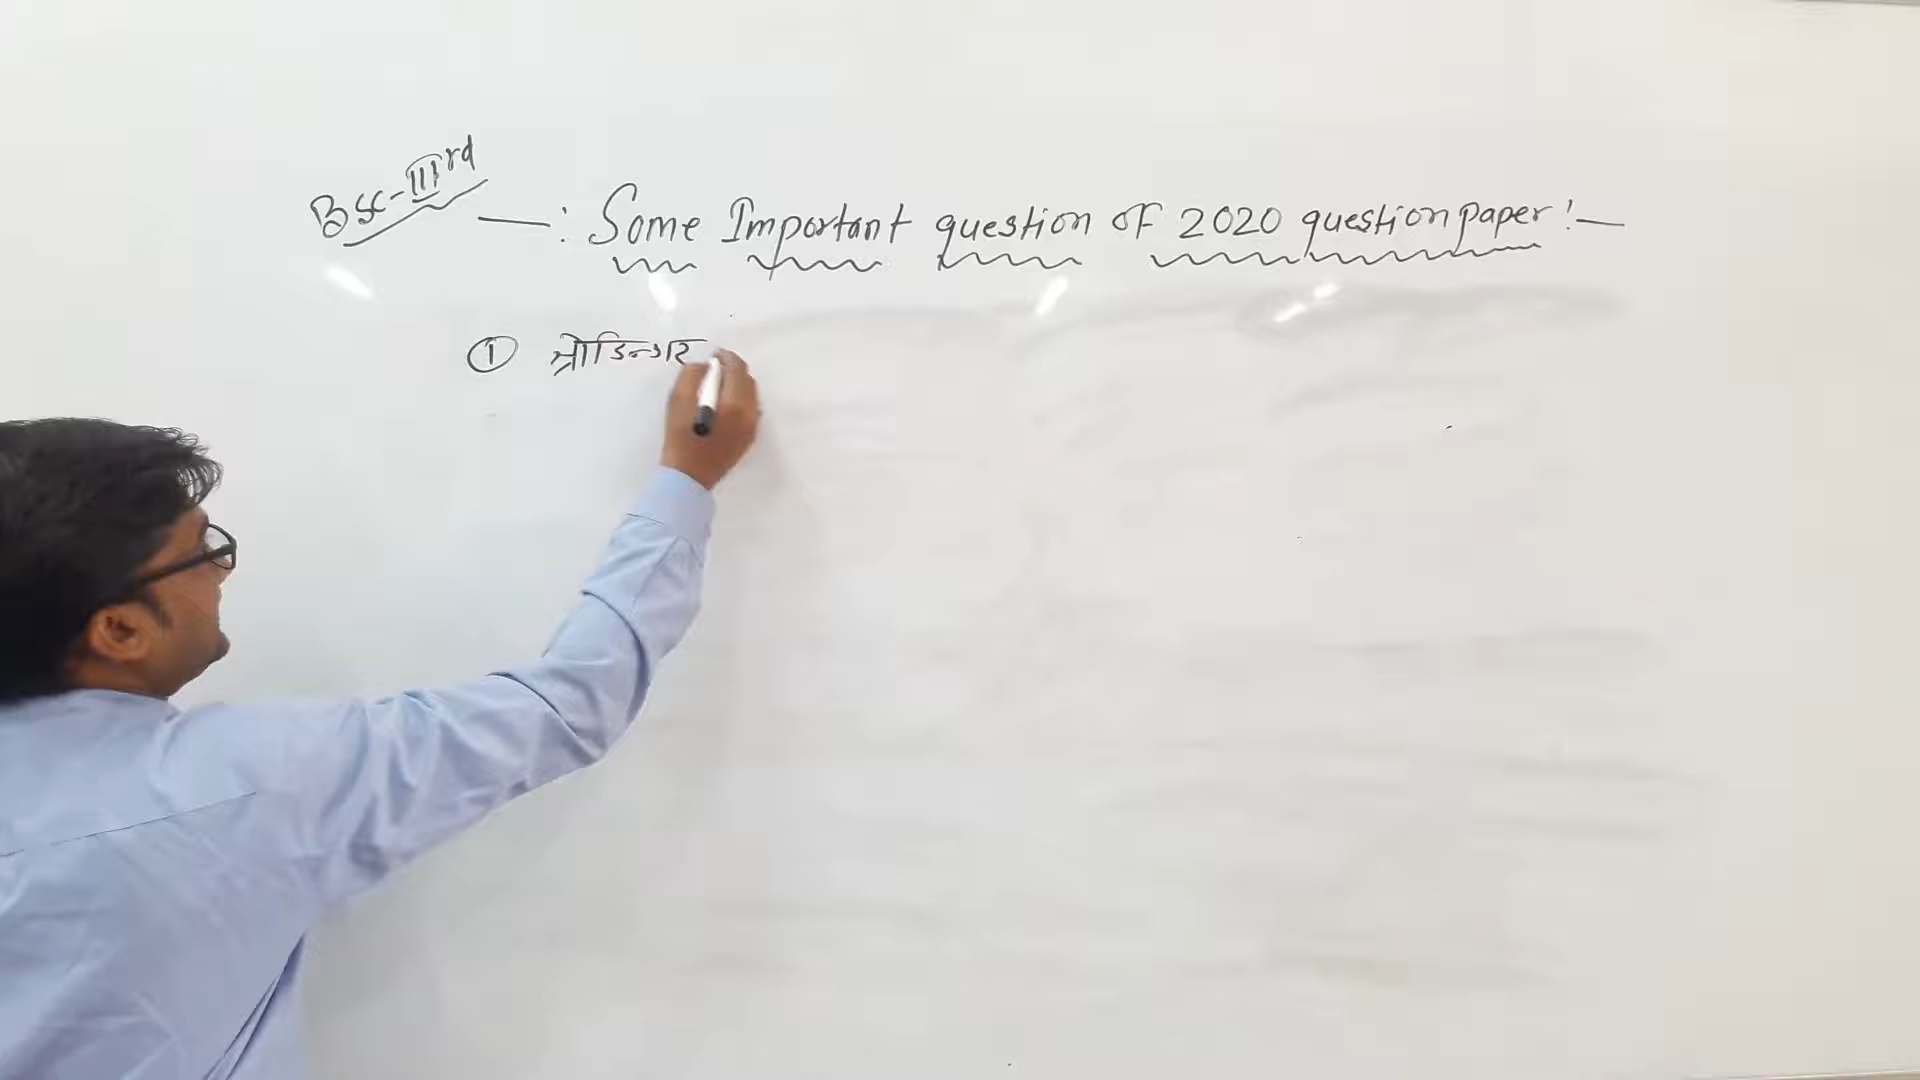 BSC-IIIrd
—: Some Important question of 2020 question paper!—
① श्रोडिन्गर